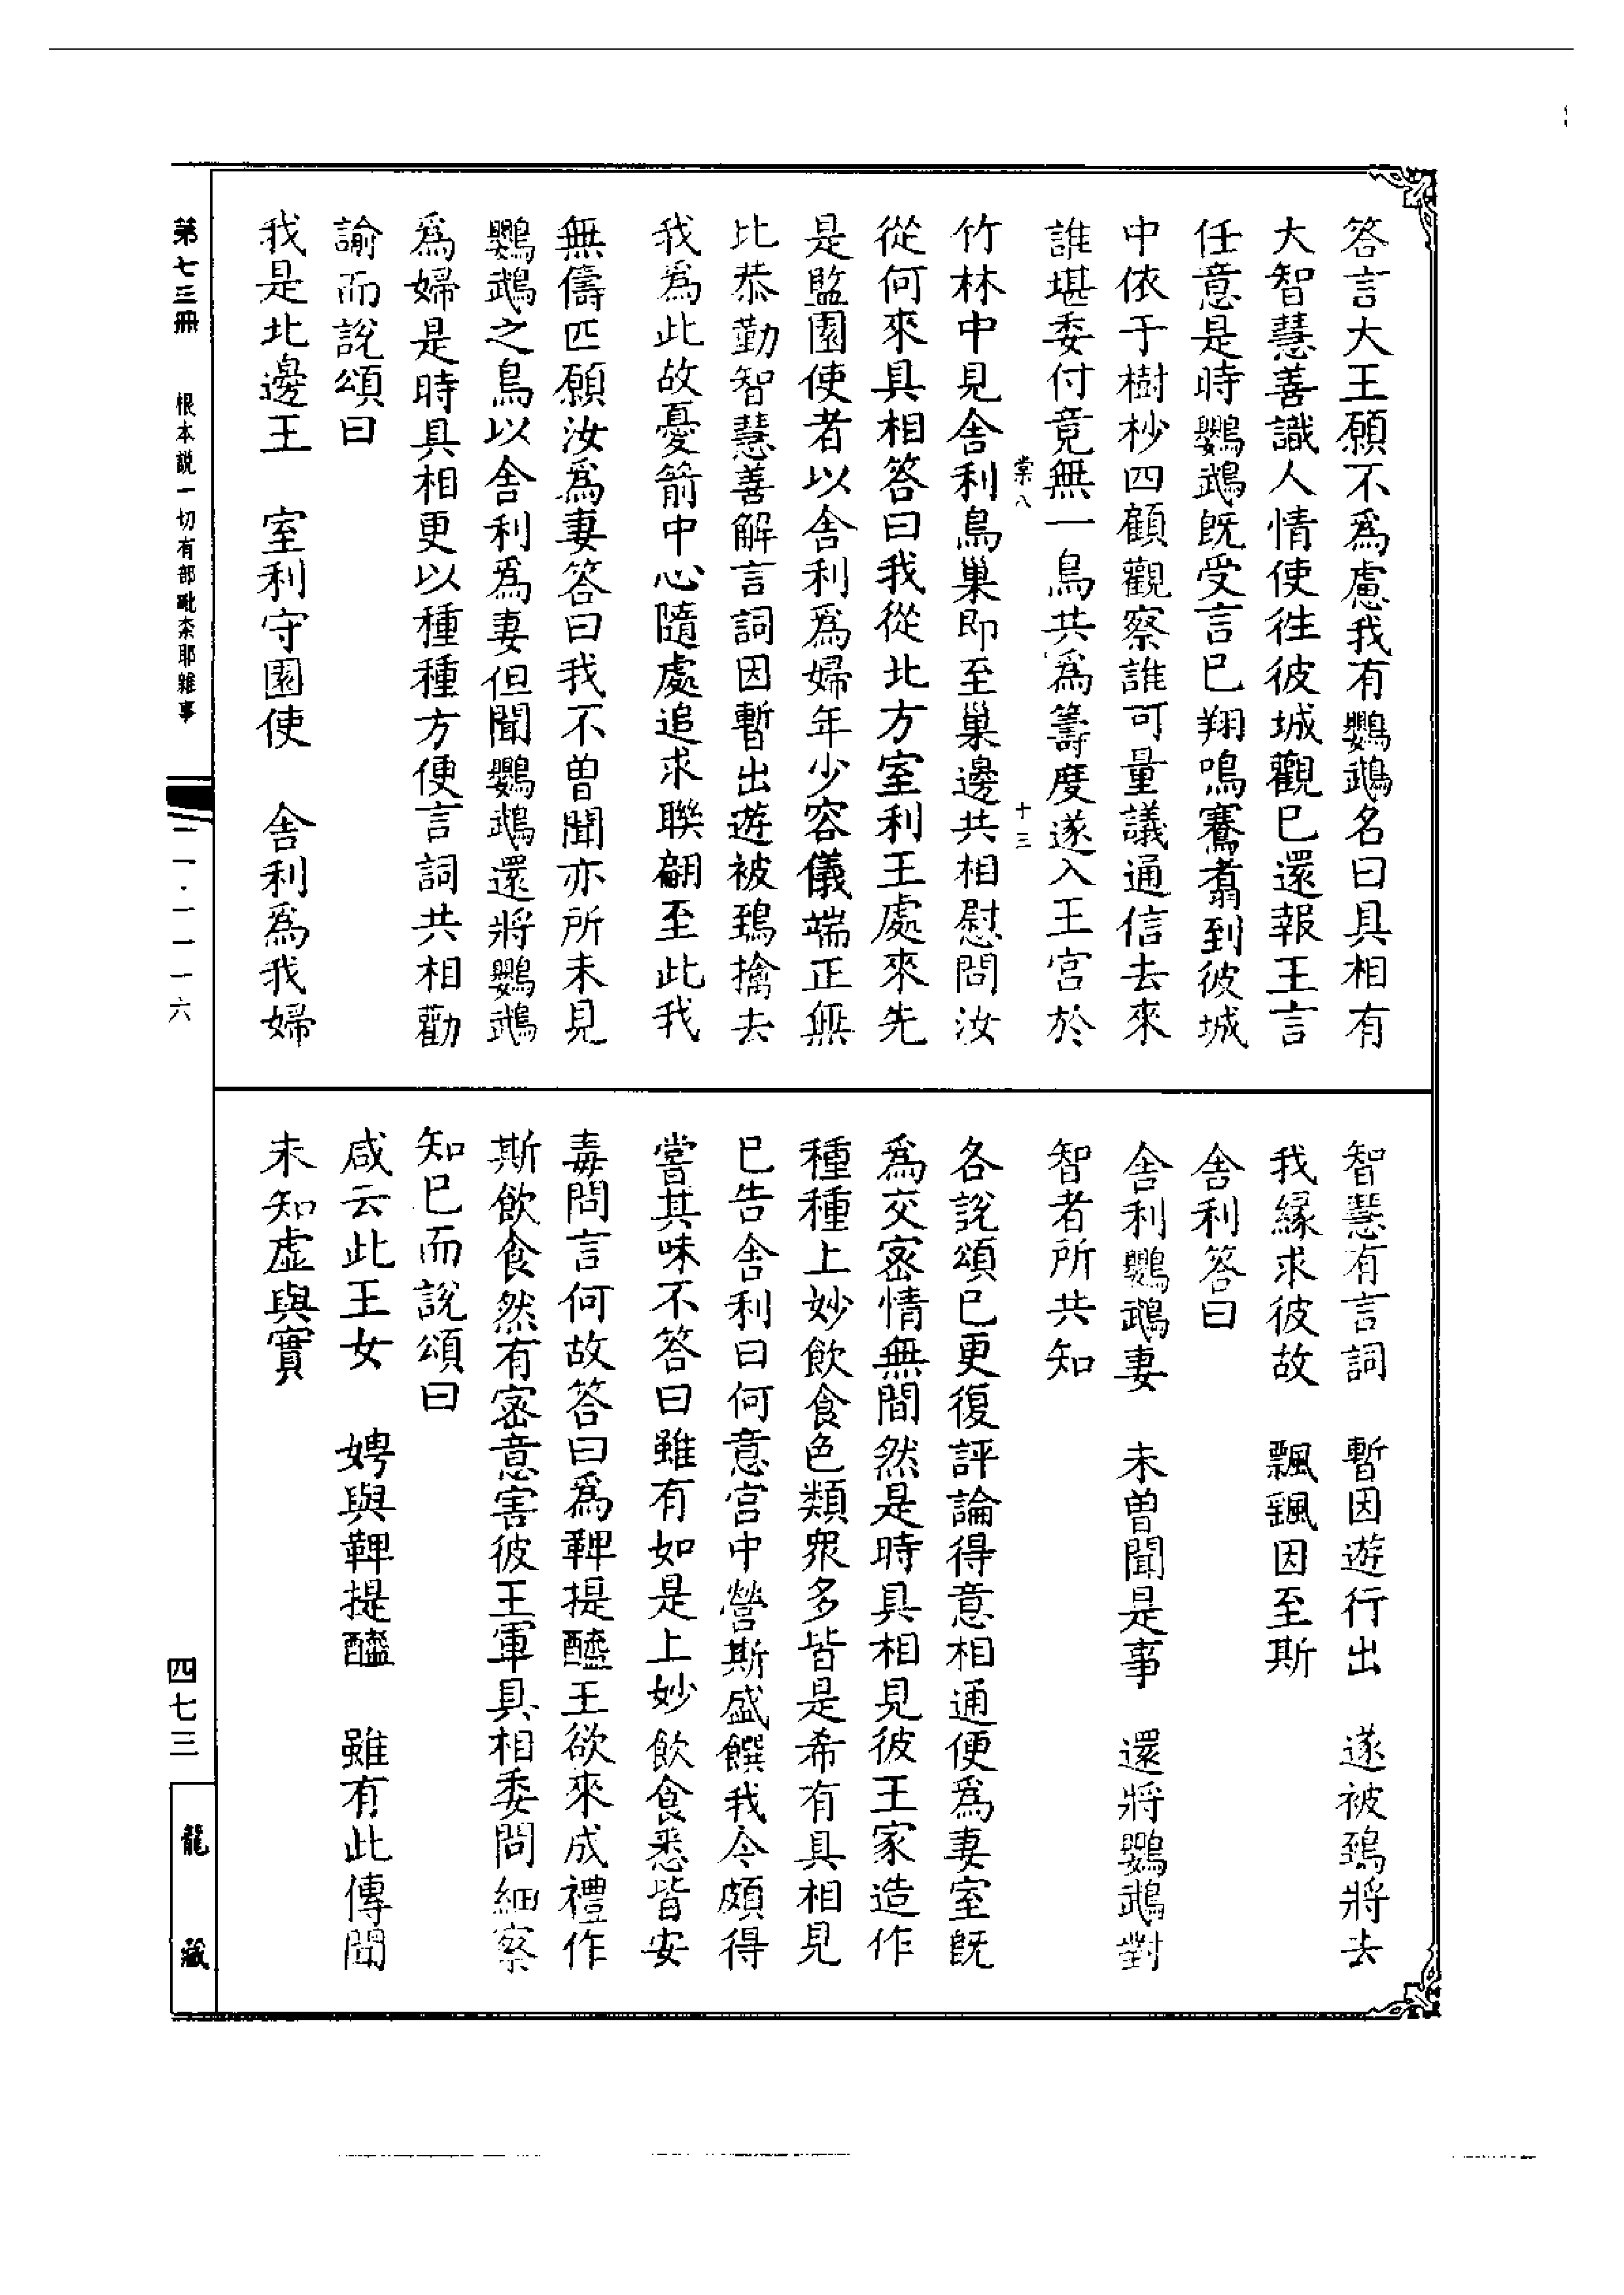 答言大王願不爲慮我有鸚鵡名曰具相有
大智慧善識人情使徃彼城觀已還報王言
任意是時鸚鵡旣受言已翔鳴騫翥到彼城
中依于樹杪四顧觀察誰可量議通信去來
誰堪委付竟無一鳥共爲籌度遂入王宮於
棠八　十三
竹林中見舍利鳥巢即至巢邊共相慰問汝
從何來具相答曰我從北方室利王處來先
是監園使者以舍利爲婦年少容儀端正無
比恭勤智慧善解言詞因暫出遊被鵄擒去
我爲此故憂箭中心隨處追求聯翩至此我
無儔匹願汝爲妻答曰我不曽聞亦所未見
鸚鵡之鳥以舍利爲妻但聞鸚鵡還將鸚鵡
爲婦是時具相更以種種方便言詞共相勸
諭而說頌曰
我是北邊王　室利守園使　舍利爲我婦
智慧有言詞　暫因遊行出　遂被鵄將去
我緣求彼故　飄颻因至斯
舍利答曰
舍利鸚鵡妻　未曽聞是事　還將鸚鵡對
智者所共知
各說頌已更復評論得意相通便爲妻室旣
爲交密情無間然是時具相見彼王家造作
種種上妙飲食色類衆多皆是希有具相見
已告舍利曰何意宮中營斯盛饌我今頗得
嘗其味不答曰雖有如是上妙飲食悉皆安
毒問言何故答曰爲鞞提醯王欲來成禮作
斯飲食然有密意害彼王軍具相委問細察
知已而說頌曰
咸云此王女　娉與鞞提醯　雖有此傳聞
未知虛與實
第七三冊　根本説一切有部毗柰耶雜事
一一·一一一六
四七三
龍藏